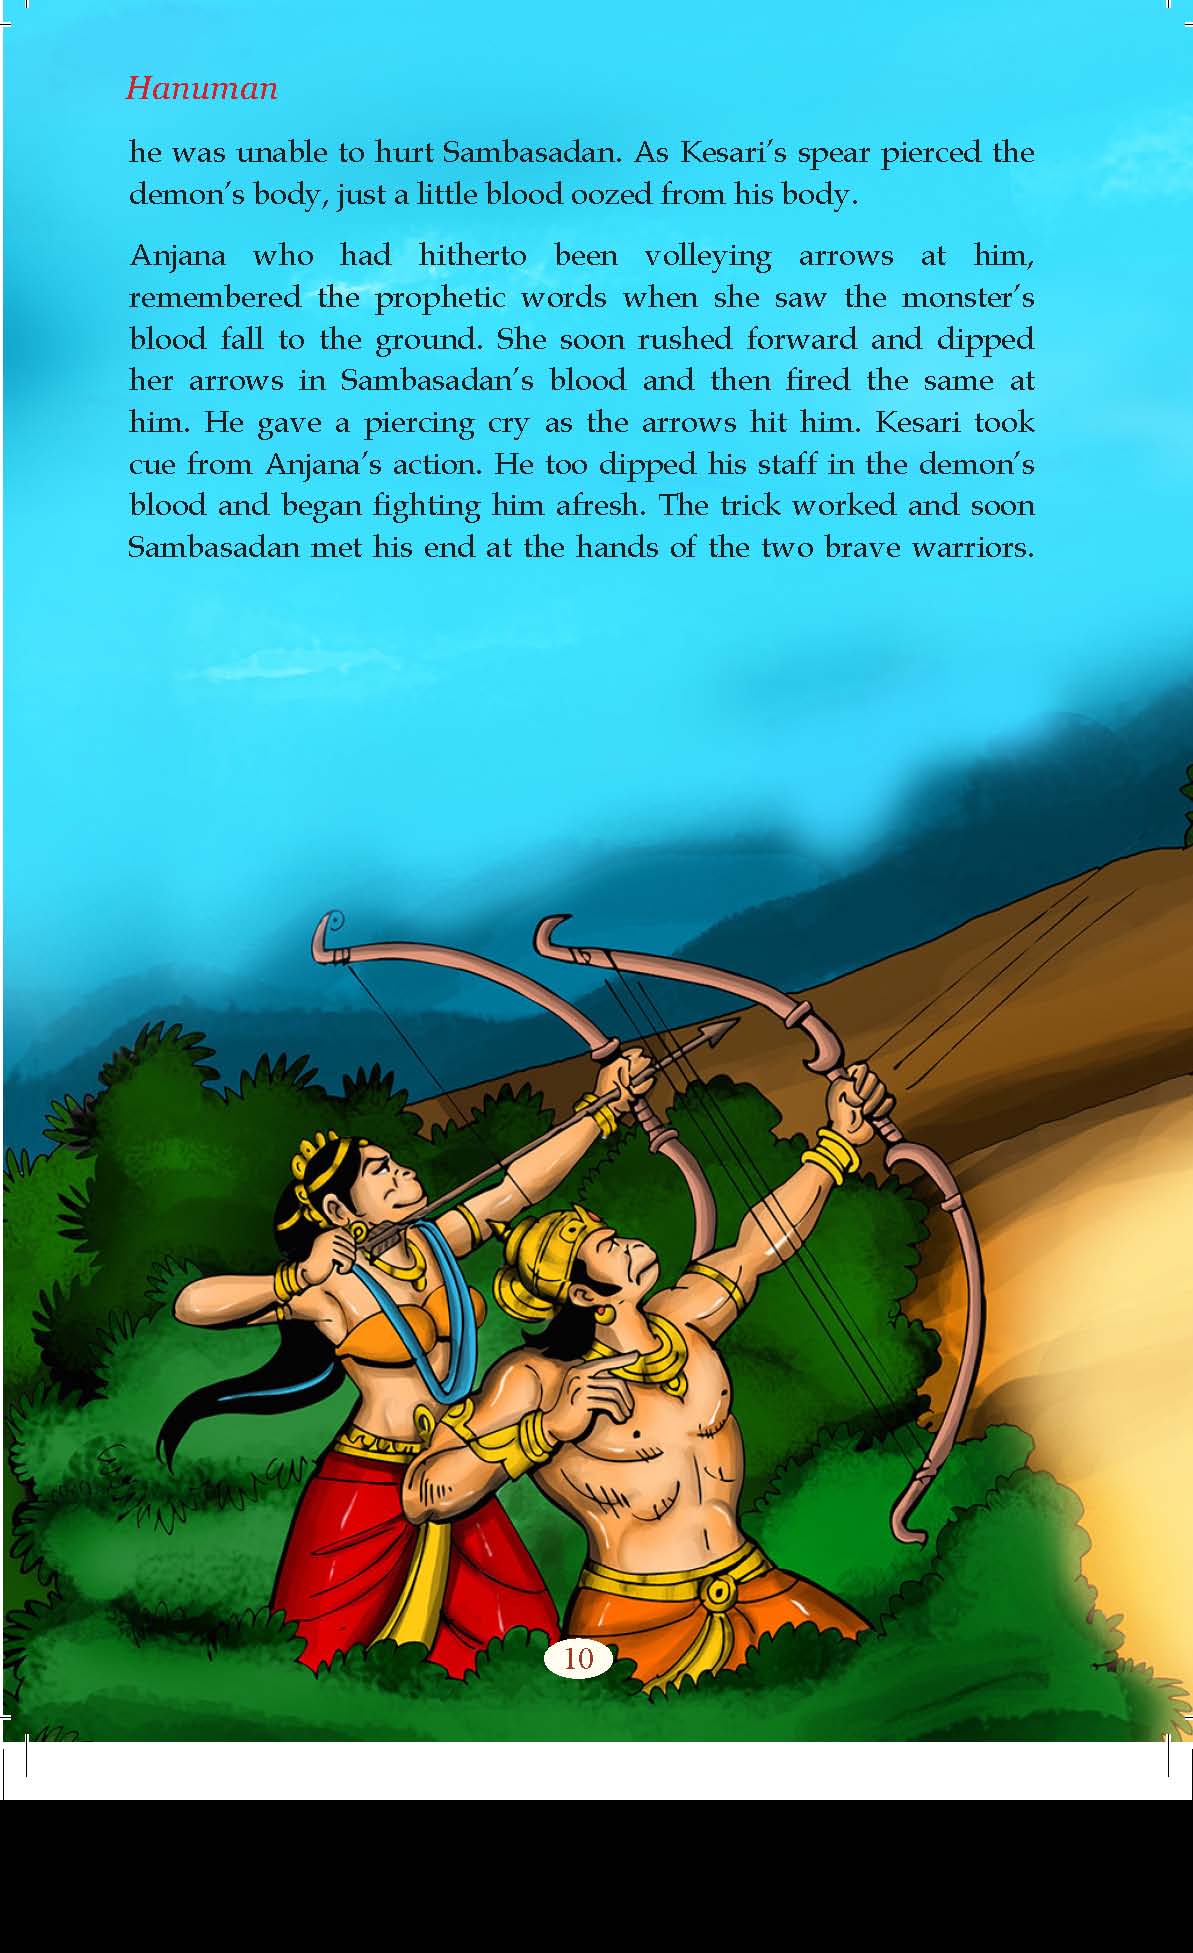 Hanuman
he was unable to hurt Sambasadan. As Kesari’s spear pierced the
demon’s body, just a little blood oozed from his body.
Anjana who had hitherto been volleying arrows at him,
remembered the prophetic words when she saw the monster’s
blood fall to the ground. She soon rushed forward and dipped
her arrows in Sambasadan’s blood and then fired the same at
him. He gave a piercing cry as the arrows hit him. Kesari took
cue from Anjana’s action. He too dipped his staff in the demon’s
blood and began fighting him afresh. The trick worked and soon
Sambasadan met his end at the hands of the two brave warriors.
10